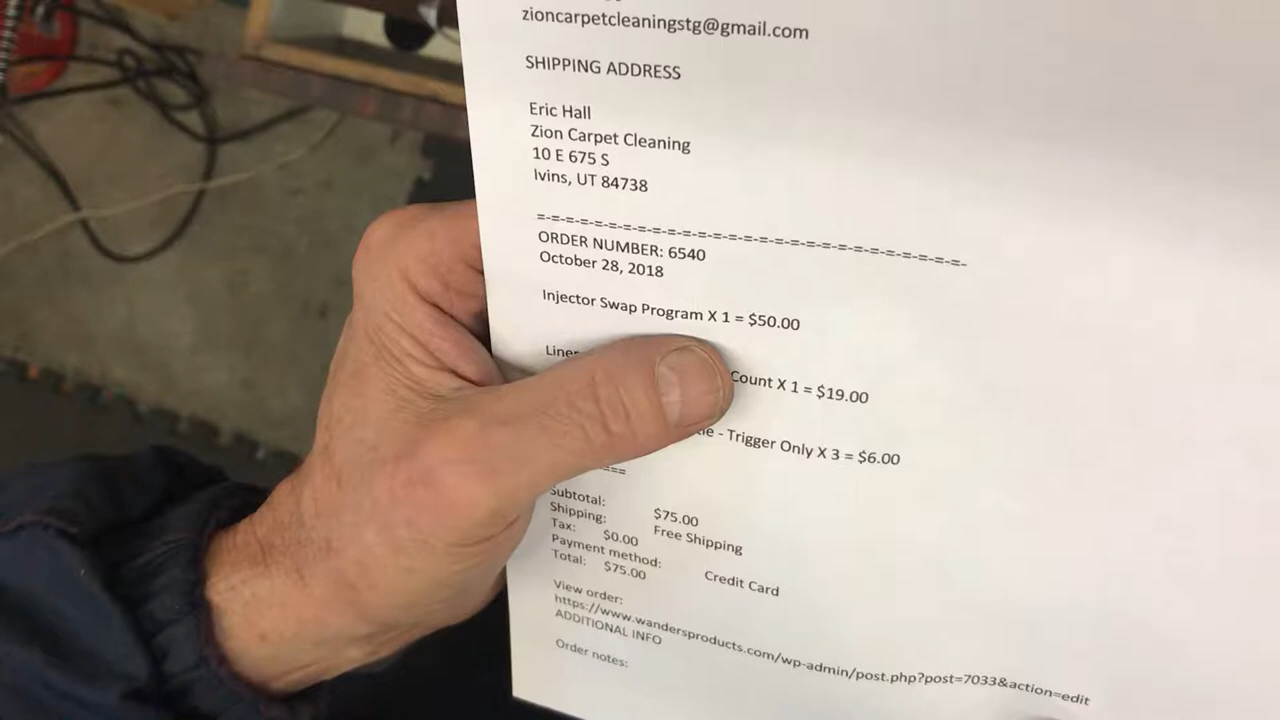 zioncarpetcleaningstg@gmail.com
SHIPPING ADDRESS
Eric Hall
Zion Carpet Cleaning
10 E 675 S
Ivins, UT 84738
=-=-=-=-=-=-=-=-=-=-=-=-=-=-=-=-=-=-=-=-=-=-=-=-=-=-=-=-=-
ORDER NUMBER: 6540
October 28, 2018
Injector Swap Program X 1 = $50.00
Count X 1 = $19.00
- Trigger Only X 3 = $6.00
===
Subtotal: $75.00
Shipping: Free Shipping
Tax: $0.00
Payment method: Credit Card
Total: $75.00
View order:
https://www.wandersproducts.com/wp-admin/post.php?post=7033&action=edit
ADDITIONAL INFO
Order notes: